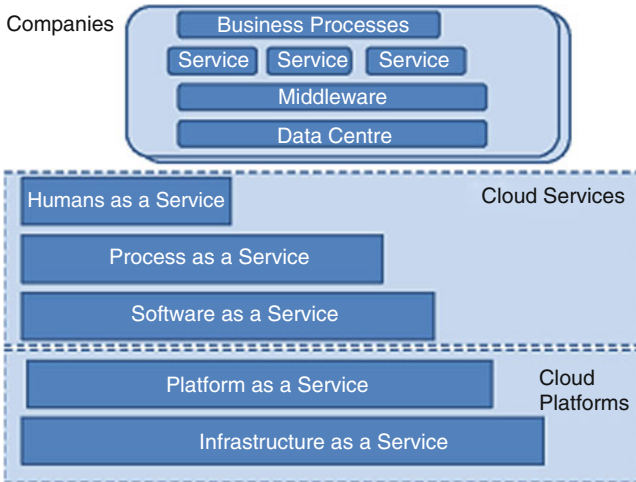 Companies
Business Processes
Service Service Service
Middleware
Data Centre
Humans as a Service
Cloud Services
Process as a Service
Software as a Service
Platform as a Service
Cloud
Platforms
Infrastructure as a Service